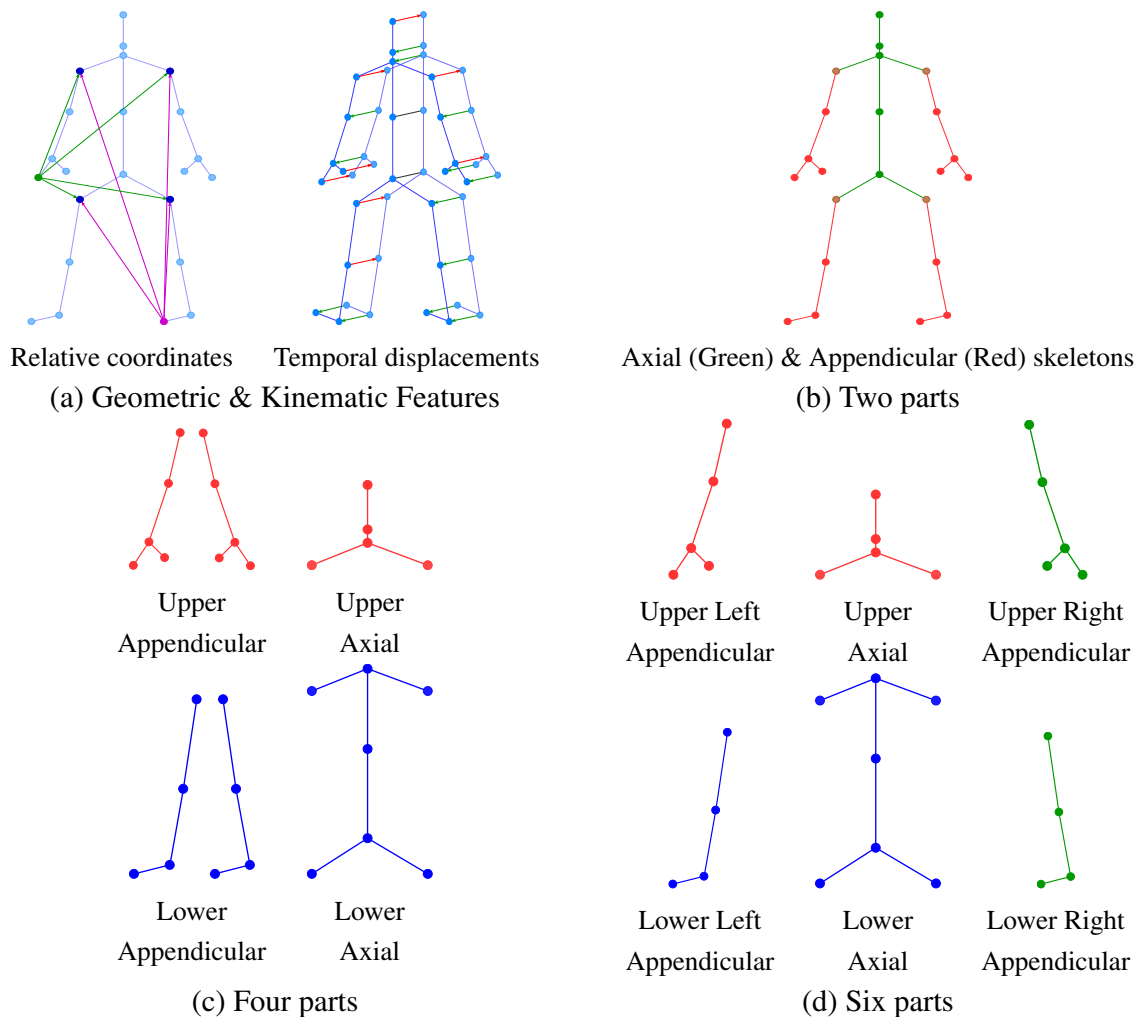 Relative coordinates
Temporal displacements
Axial (Green) & Appendicular (Red) skeletons
(a) Geometric & Kinematic Features
(b) Two parts
Upper
Appendicular
Upper
Axial
Upper Left
Appendicular
Upper
Axial
Upper Right
Appendicular
Lower
Appendicular
Lower
Axial
Lower Left
Appendicular
Lower
Axial
Lower Right
Appendicular
(c) Four parts
(d) Six parts